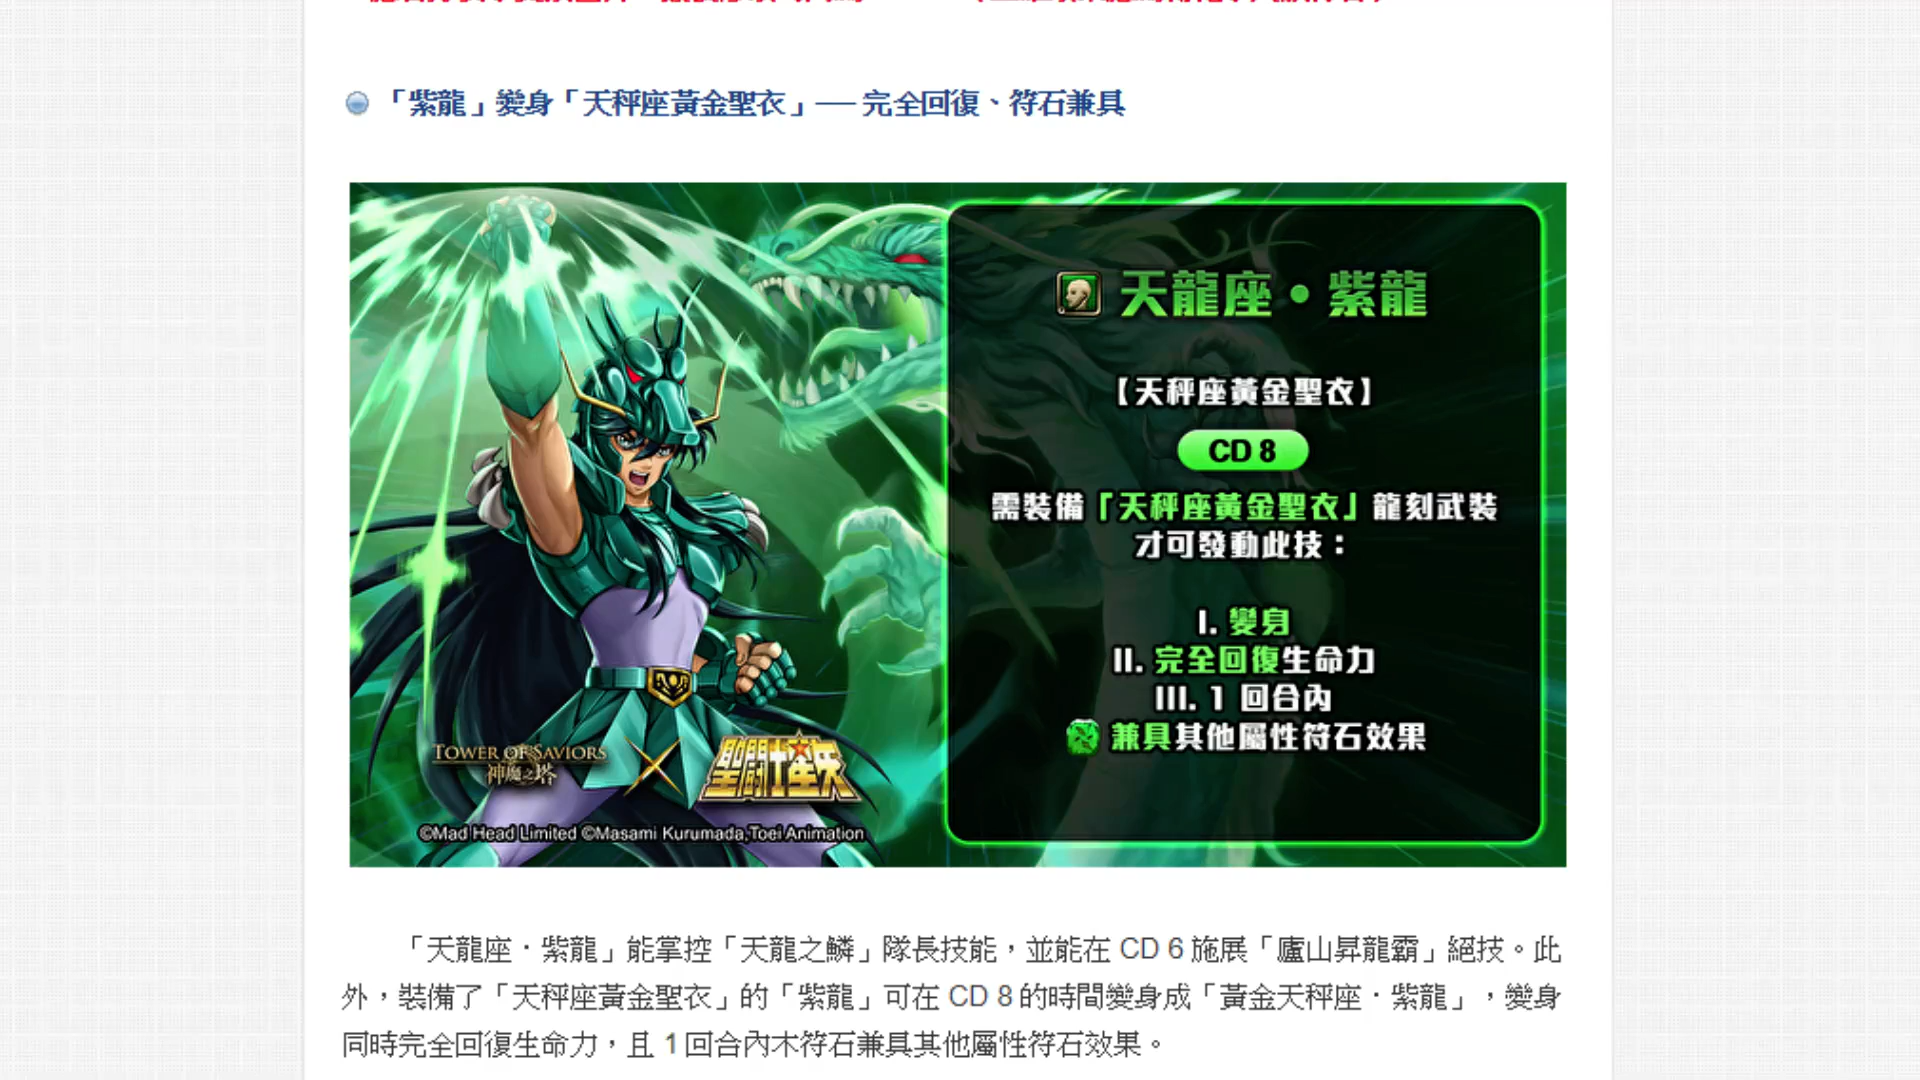 「紫龍」變身「天秤座黃金聖衣」── 完全回復、符石兼具
天龍座•紫龍
【天秤座黃金聖衣】
CD 8
需裝備「天秤座黃金聖衣」龍刻武裝
才可發動此技：
I. 變身
II. 完全回復生命力
III. 1 回合內
兼具其他屬性符石效果
TOWER OF SAVIORS
神魔之塔
聖鬥士星矢
©Mad Head Limited ©Masami Kurumada,Toei Animation
「天龍座．紫龍」能掌控「天龍之鱗」隊長技能，並能在 CD 6 施展「廬山昇龍霸」絕技。此
外，裝備了「天秤座黃金聖衣」的「紫龍」可在 CD 8 的時間變身成「黃金天秤座．紫龍」，變身
同時完全回復生命力，且 1 回合內木符石兼具其他屬性符石效果。